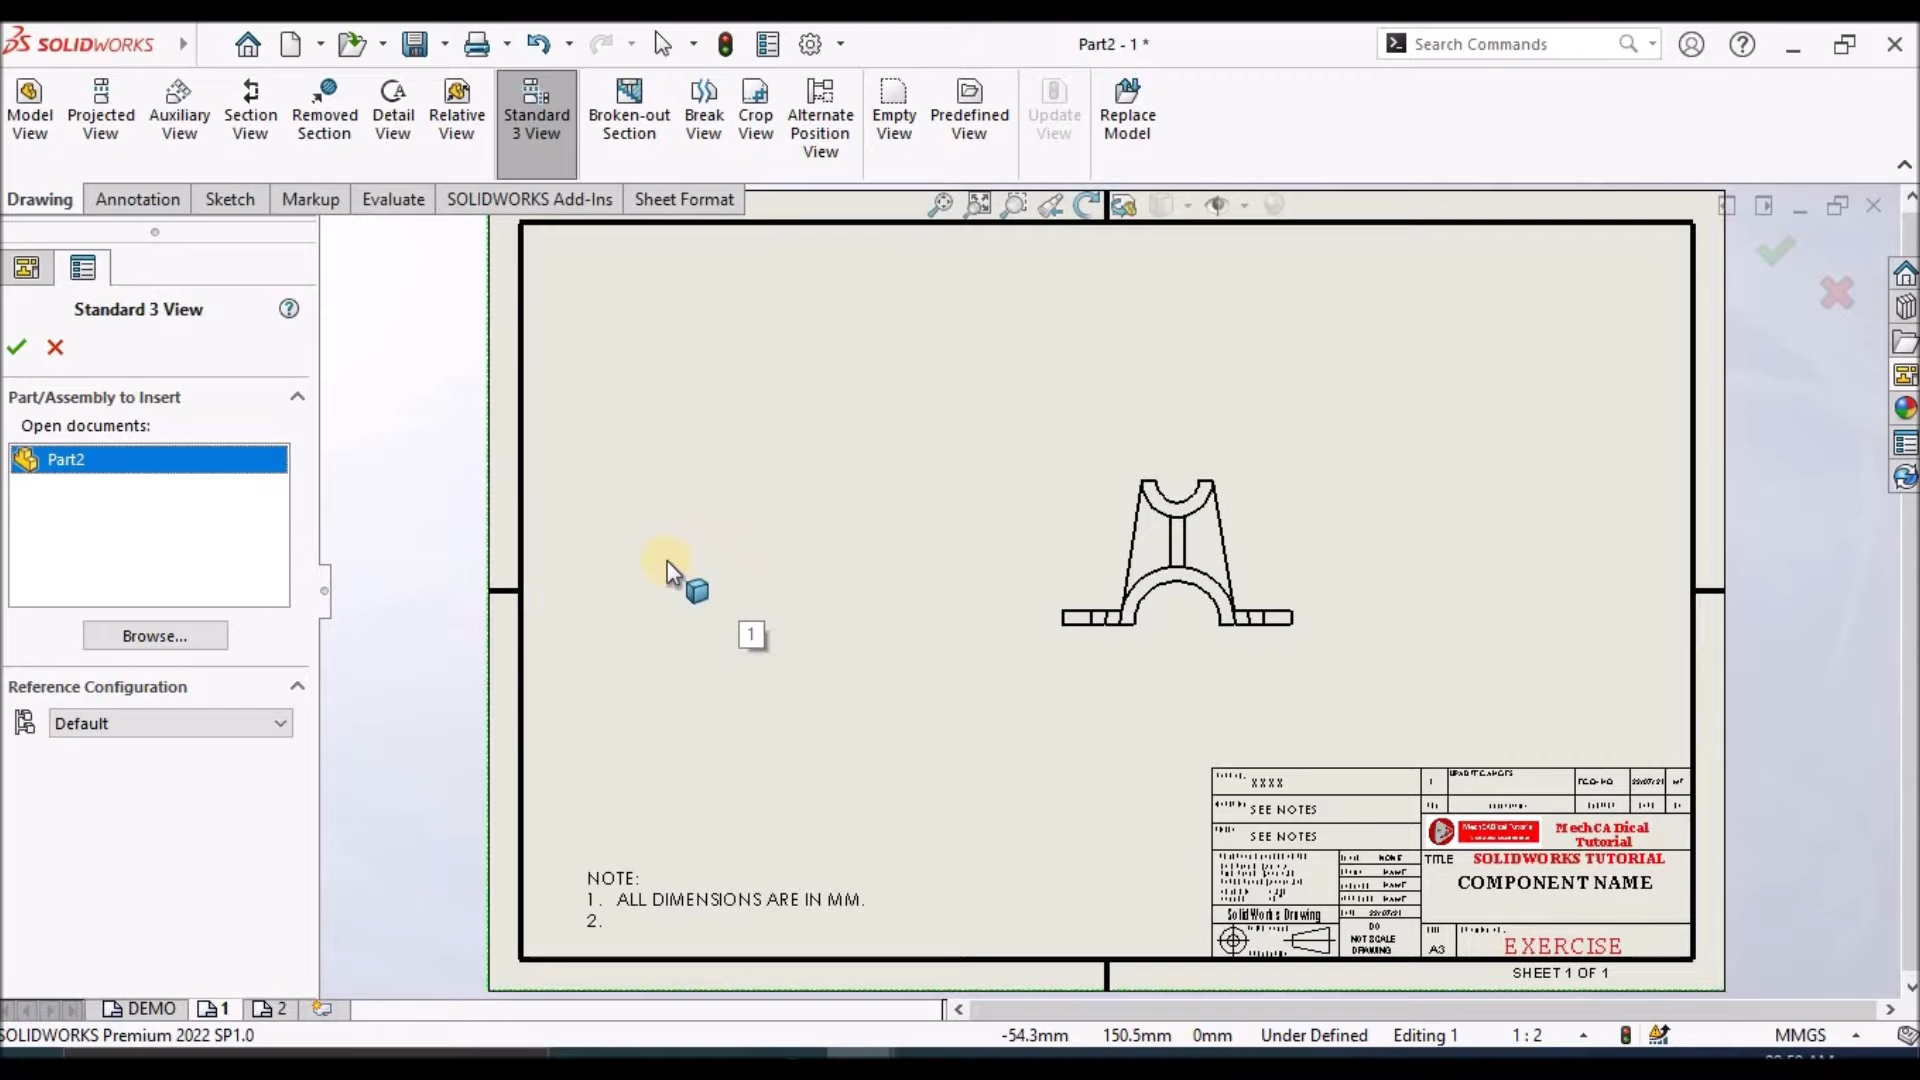 SOLIDWORKS
Part2 - 1 *
Search Commands
Model View
Projected View
Auxiliary View
Section View
Removed Section
Detail View
Relative View
Standard 3 View
Broken-out Section
Break View
Crop View
Alternate Position View
Empty View
Predefined View
Update View
Replace Model
Drawing
Annotation
Sketch
Markup
Evaluate
SOLIDWORKS Add-Ins
Sheet Format
Standard 3 View
Part/Assembly to Insert
Open documents:
Part2
Browse...
Reference Configuration
Default
1
NOTE:
1. ALL DIMENSIONS ARE IN MM.
2.
XXXX
SEE NOTES
SEE NOTES
MechCADical Tutorial
TITLE
SOLIDWORKS TUTORIAL
COMPONENT NAME
SolidWorks Drawing
DO NOT SCALE DRAWING
A3
EXERCISE
SHEET 1 OF 1
DEMO
1
2
SOLIDWORKS Premium 2022 SP1.0
-54.3mm
150.5mm
0mm
Under Defined
Editing 1
1 : 2
MMGS